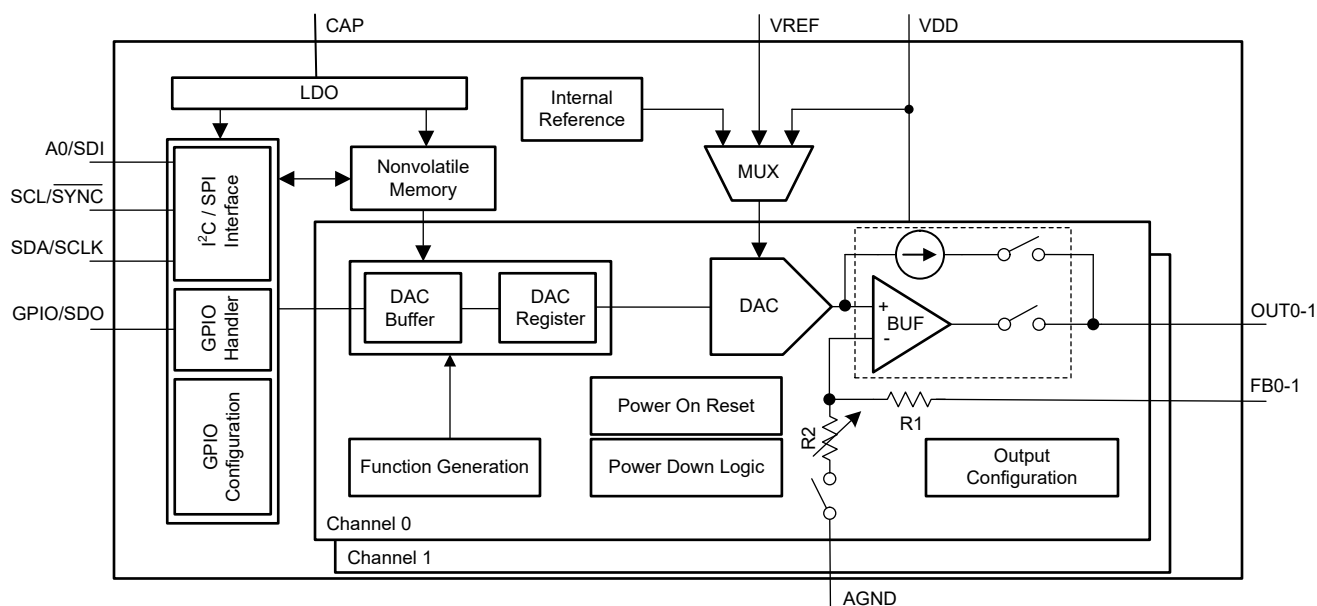 CAP
VREF
VDD
LDO
Internal
Reference
A0/SDI
SCL/SYNC
SDA/SCLK
GPIO/SDO
I²C / SPI
Interface
Nonvolatile
Memory
MUX
GPIO
Handler
DAC
Buffer
DAC
Register
DAC
+
BUF
-
OUT0-1
FB0-1
GPIO
Configuration
Function Generation
Power On Reset
Power Down Logic
R2
R1
Output
Configuration
Channel 0
Channel 1
AGND